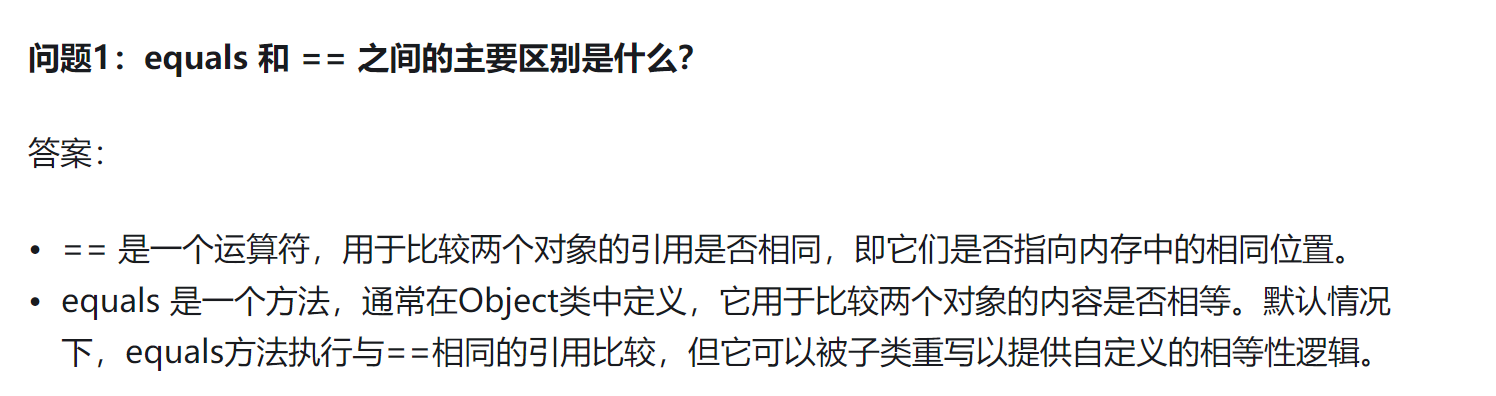 问题1：equals 和 == 之间的主要区别是什么？
答案：
• == 是一个运算符，用于比较两个对象的引用是否相同，即它们是否指向内存中的相同位置。
• equals 是一个方法，通常在Object类中定义，它用于比较两个对象的内容是否相等。默认情况
下，equals方法执行与==相同的引用比较，但它可以被子类重写以提供自定义的相等性逻辑。